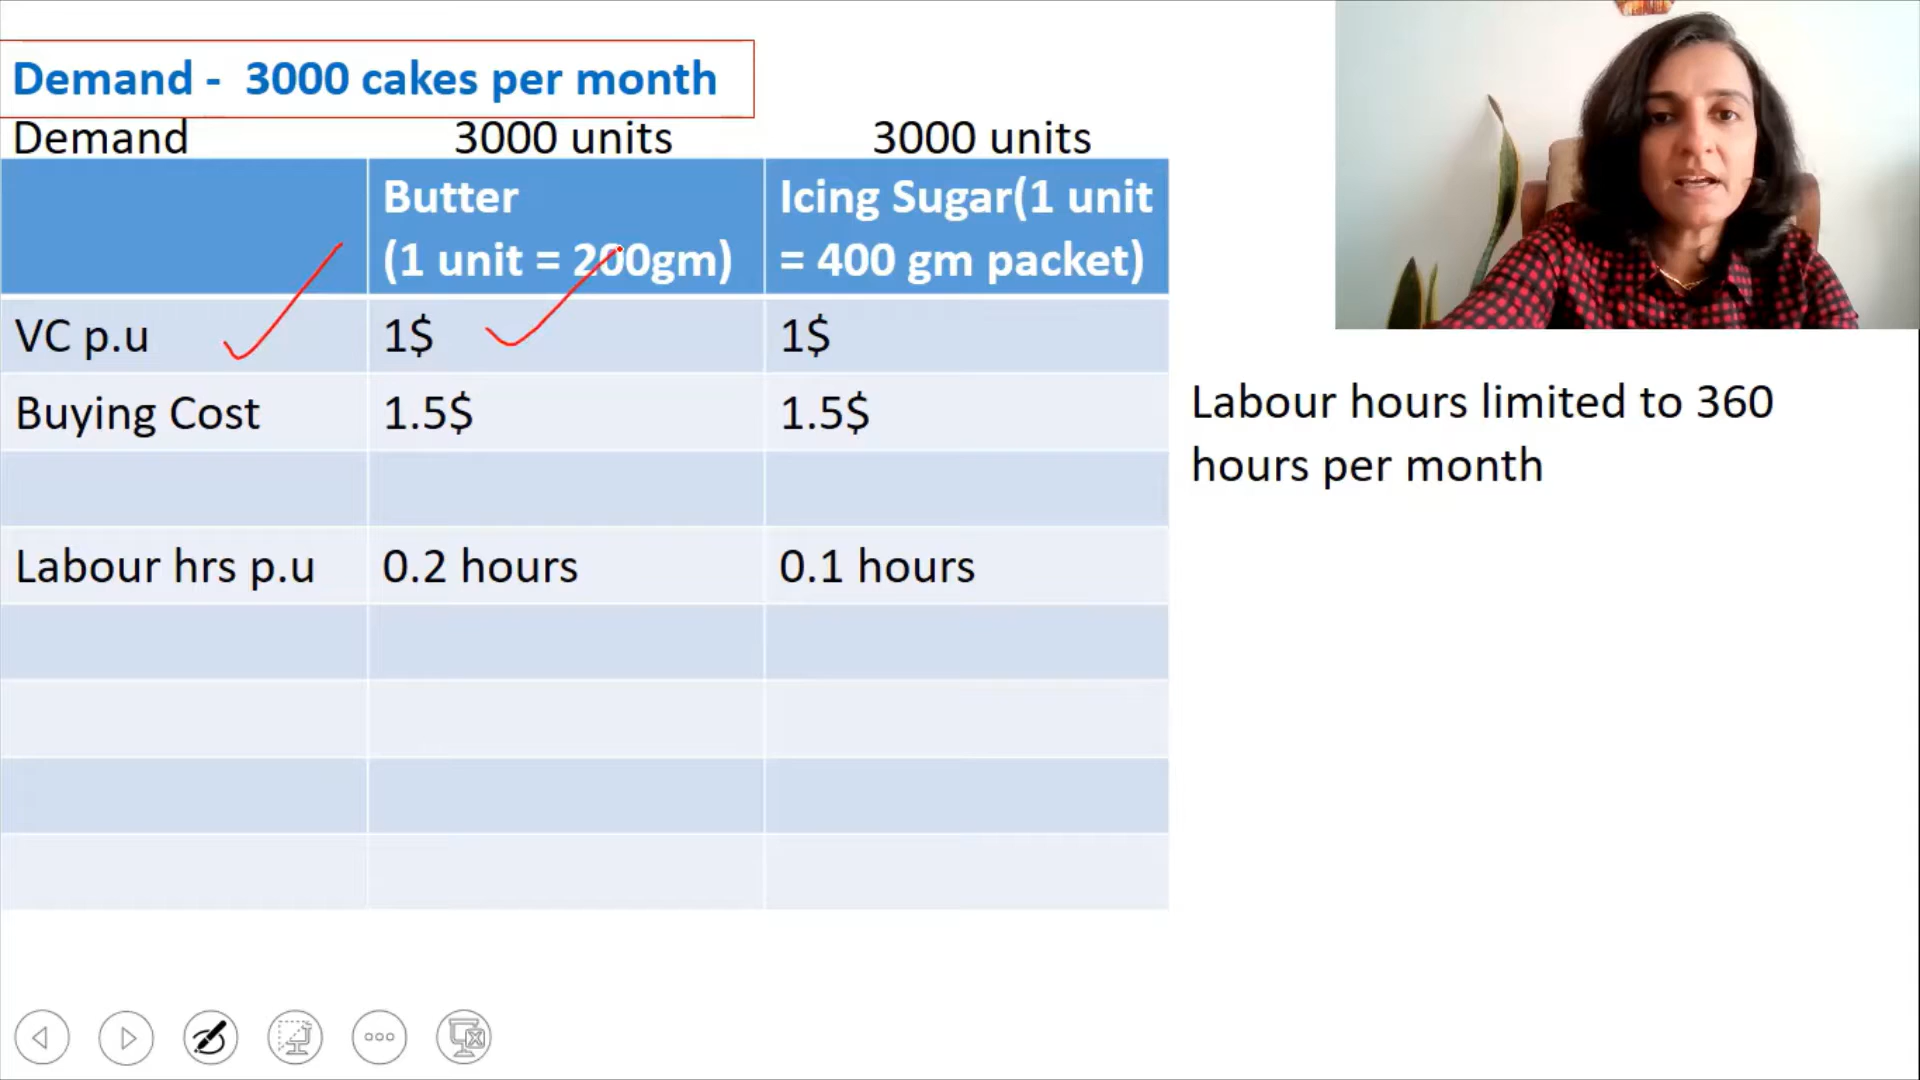 Demand -  3000 cakes per month
Demand 3000 units 3000 units
Butter
(1 unit = 200gm)
Icing Sugar(1 unit
= 400 gm packet)
VC p.u 1$ 1$
Buying Cost 1.5$ 1.5$
Labour hrs p.u 0.2 hours 0.1 hours
Labour hours limited to 360
hours per month